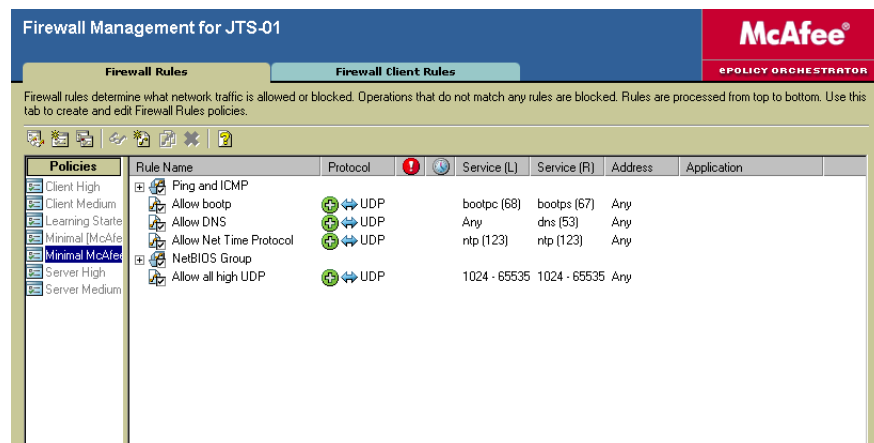 Firewall Management for JTS-01
McAfee®
Firewall Rules
Firewall Client Rules
ePOLICY ORCHESTRATOR
Firewall rules determine what network traffic is allowed or blocked. Operations that do not match any rules are blocked. Rules are processed from top to bottom. Use this
tab to create and edit Firewall Rules policies.
Policies
Client High
Client Medium
Learning Starte
Minimal [McAfe
Minimal McAfee
Server High
Server Medium
Rule Name Protocol Service (L) Service (R) Address Application
Ping and ICMP
Allow bootp UDP bootpc (68) bootps (67) Any
Allow DNS UDP Any dns (53) Any
Allow Net Time Protocol UDP ntp (123) ntp (123) Any
NetBIOS Group
Allow all high UDP UDP 1024 - 65535 1024 - 65535 Any